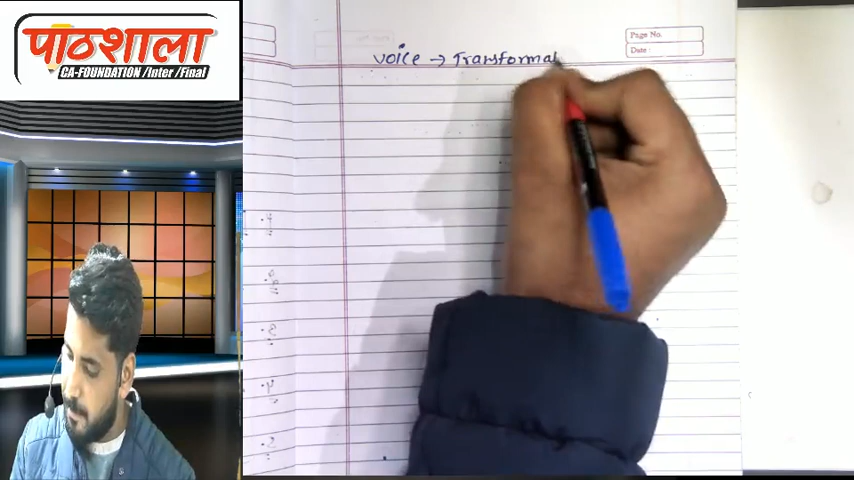 पाठशाला
CA-FOUNDATION/Inter/Final
Page No.
Date:
voice → Transformat